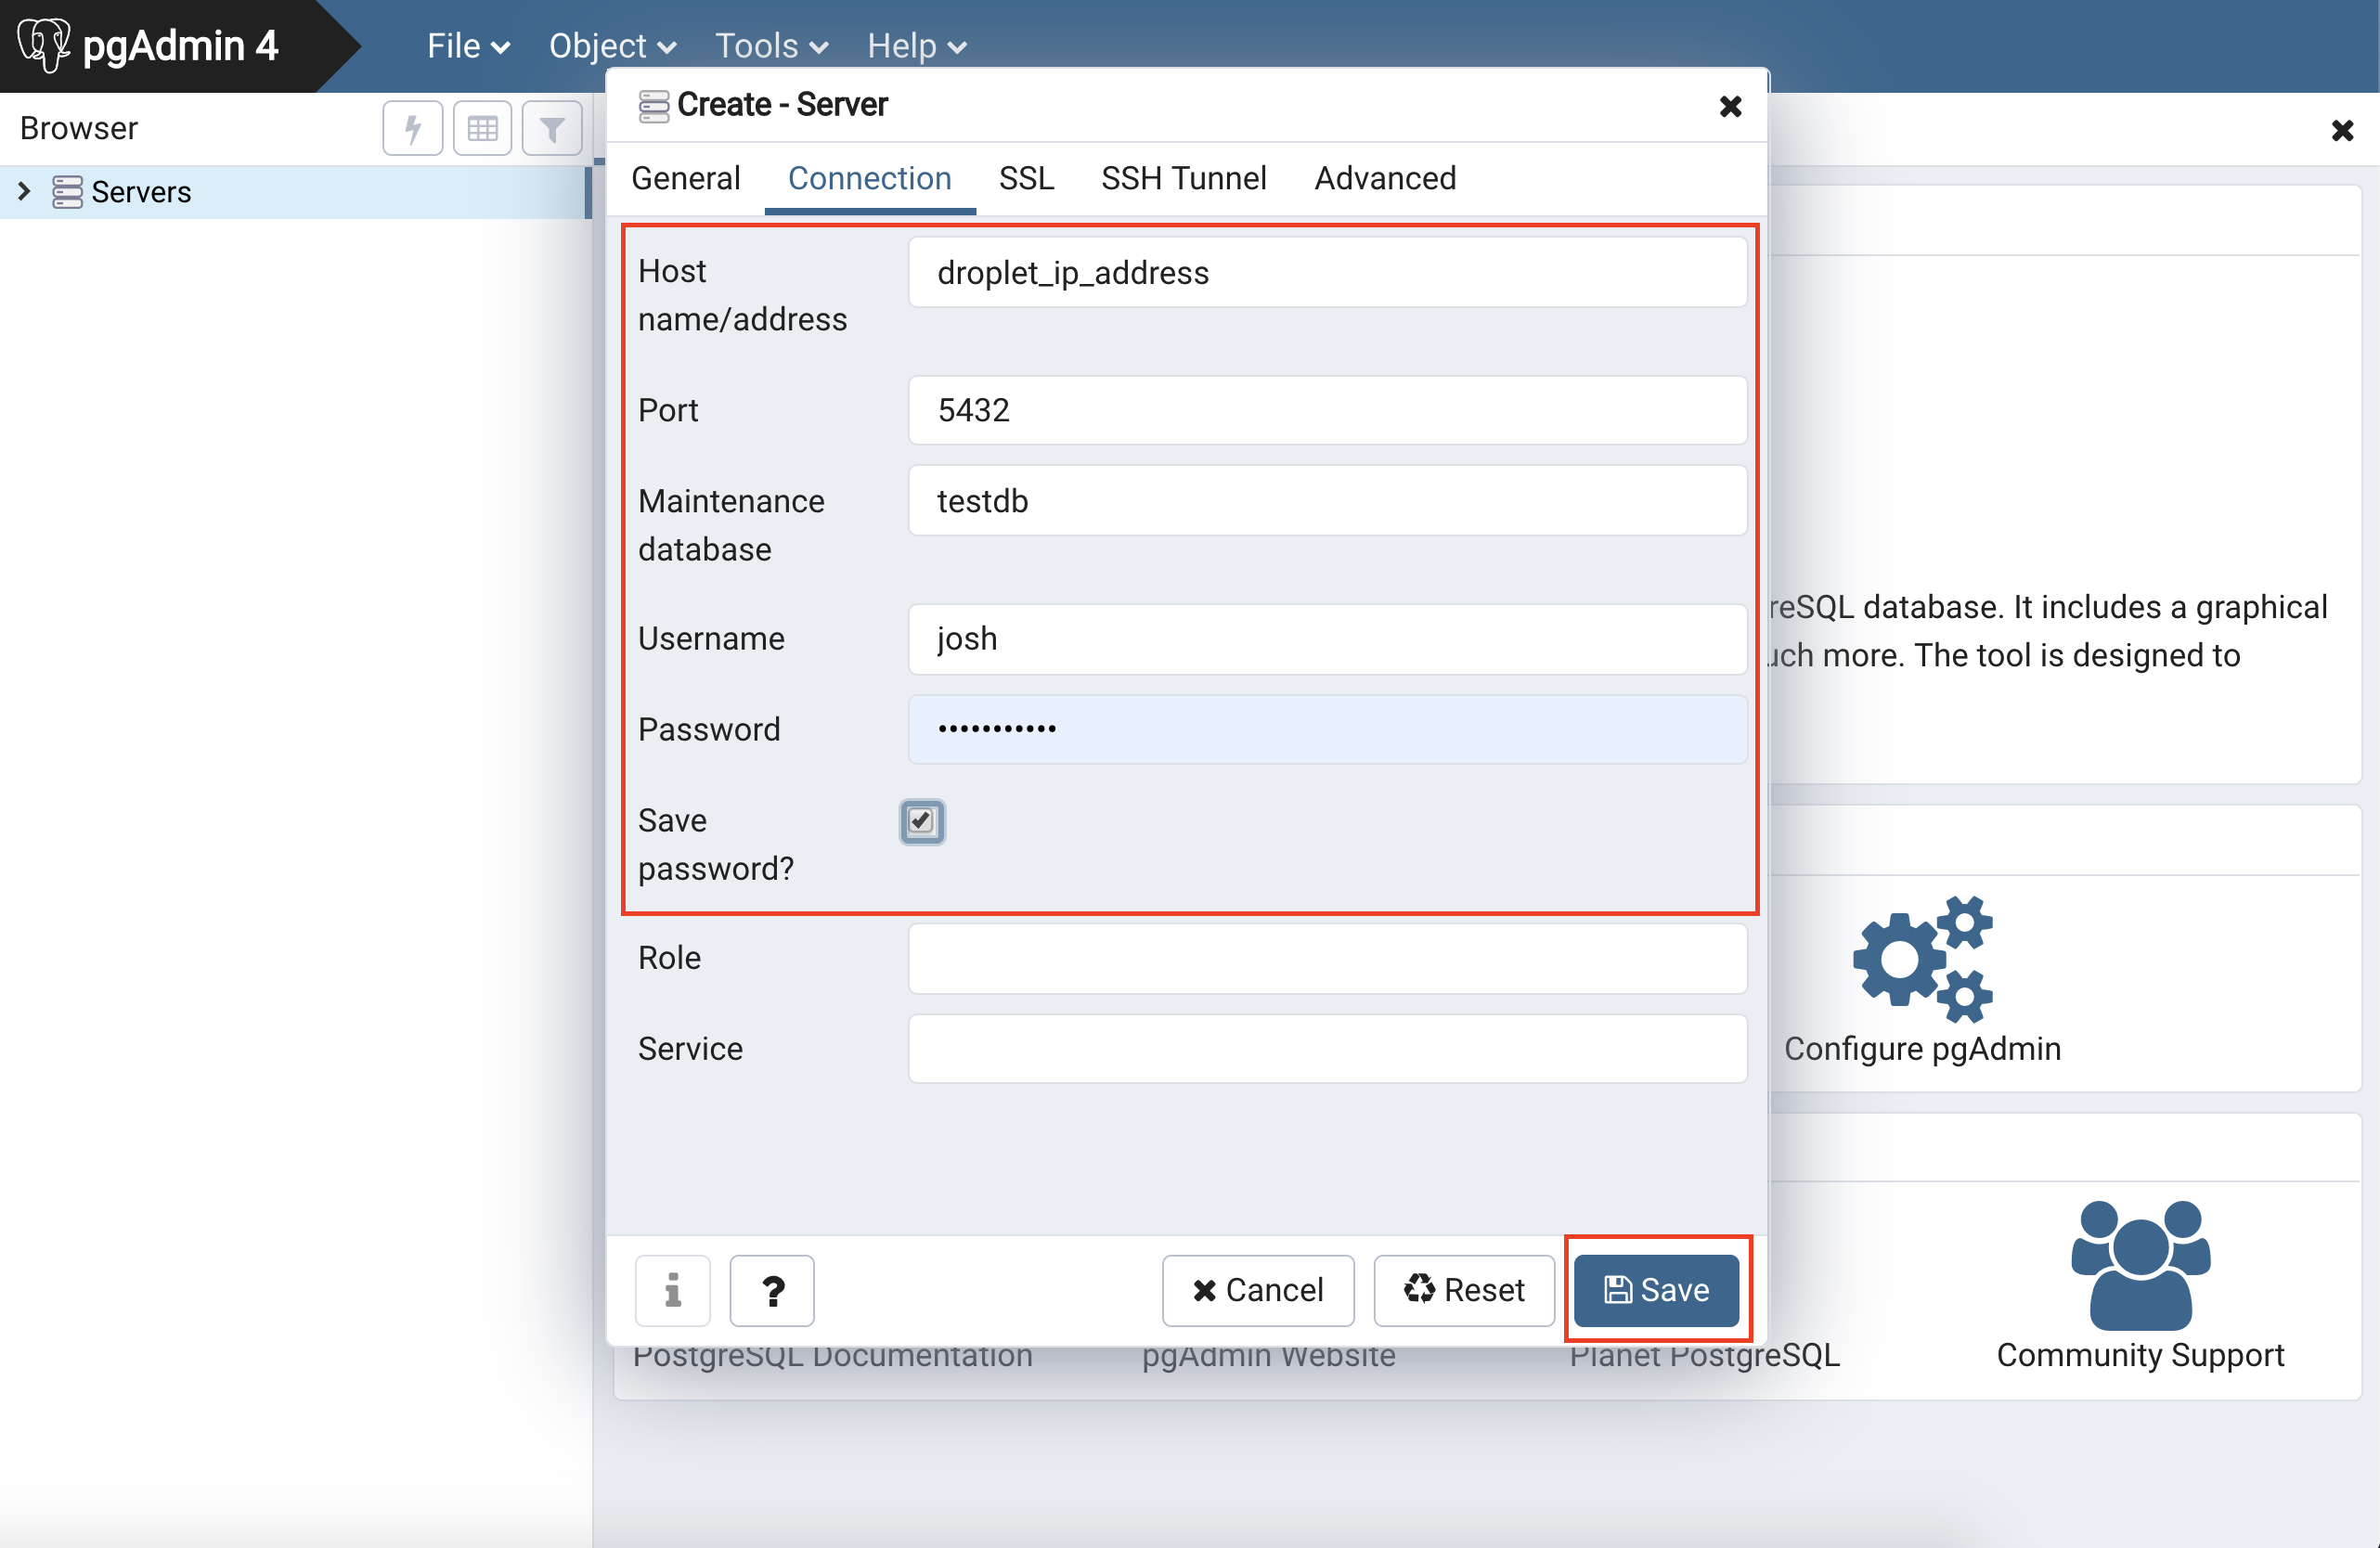 pgAdmin 4
File
Object
Tools
Help
Browser
Servers
Create - Server
General
Connection
SSL
SSH Tunnel
Advanced
Host
name/address
droplet_ip_address
Port
5432
Maintenance
database
testdb
Username
josh
Password
•••••••••••
Save
password?
Role
Service
?
Cancel
Reset
Save
reSQL database. It includes a graphical
uch more. The tool is designed to
Configure pgAdmin
PostgreSQL Documentation
pgAdmin Website
Planet PostgreSQL
Community Support